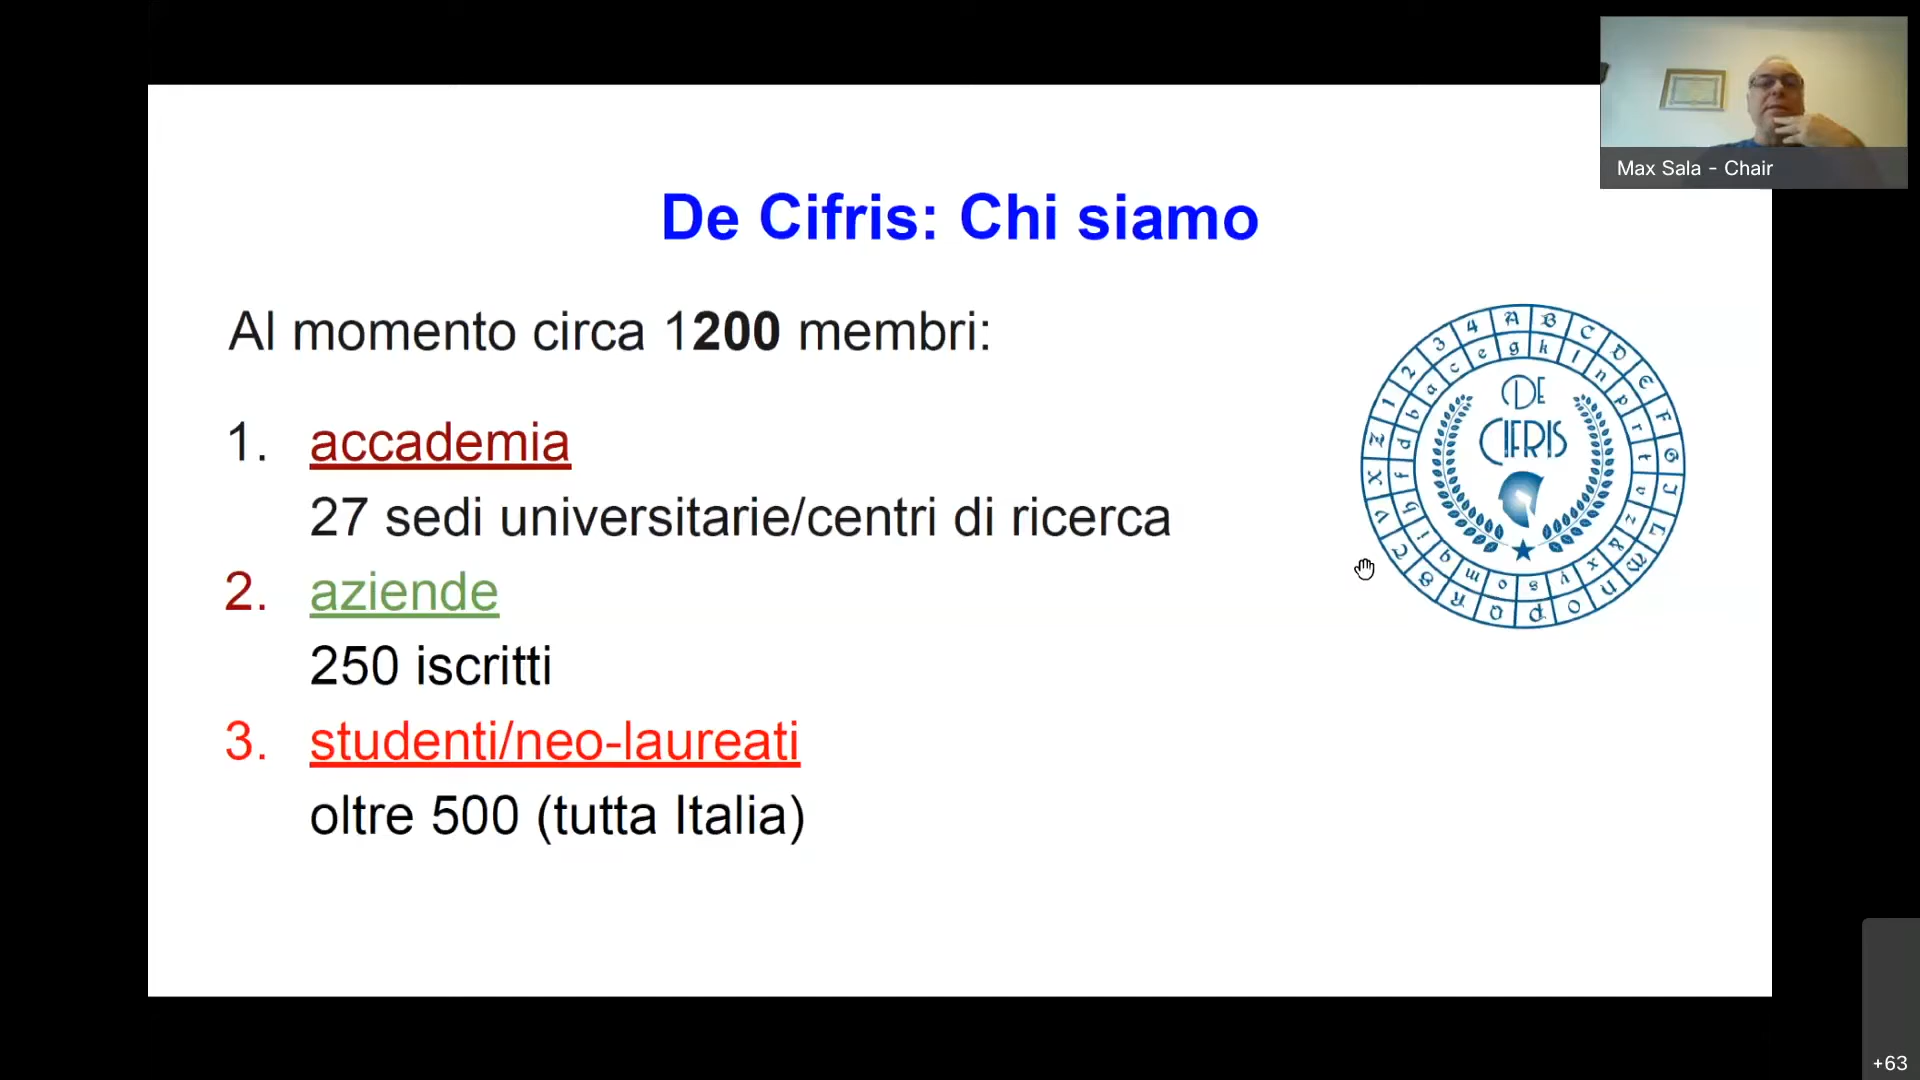 Max Sala - Chair
De Cifris: Chi siamo
Al momento circa 1200 membri:
1. accademia
27 sedi universitarie/centri di ricerca
2. aziende
250 iscritti
3. studenti/neo-laureati
oltre 500 (tutta Italia)
DE
CIFRIS
+63